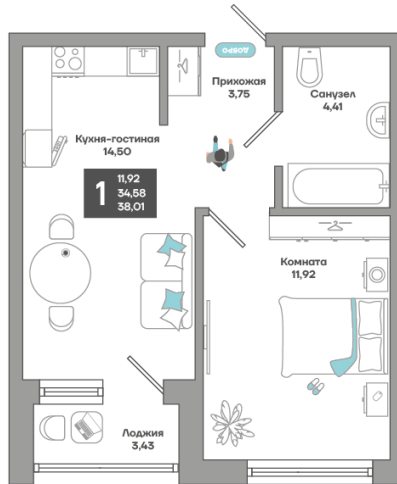 ДОБРО
Прихожая
3,75
Санузел
4,41
Кухня-гостиная
14,50
1
11,92
34,58
38,01
Комната
11,92
Лоджия
3,43